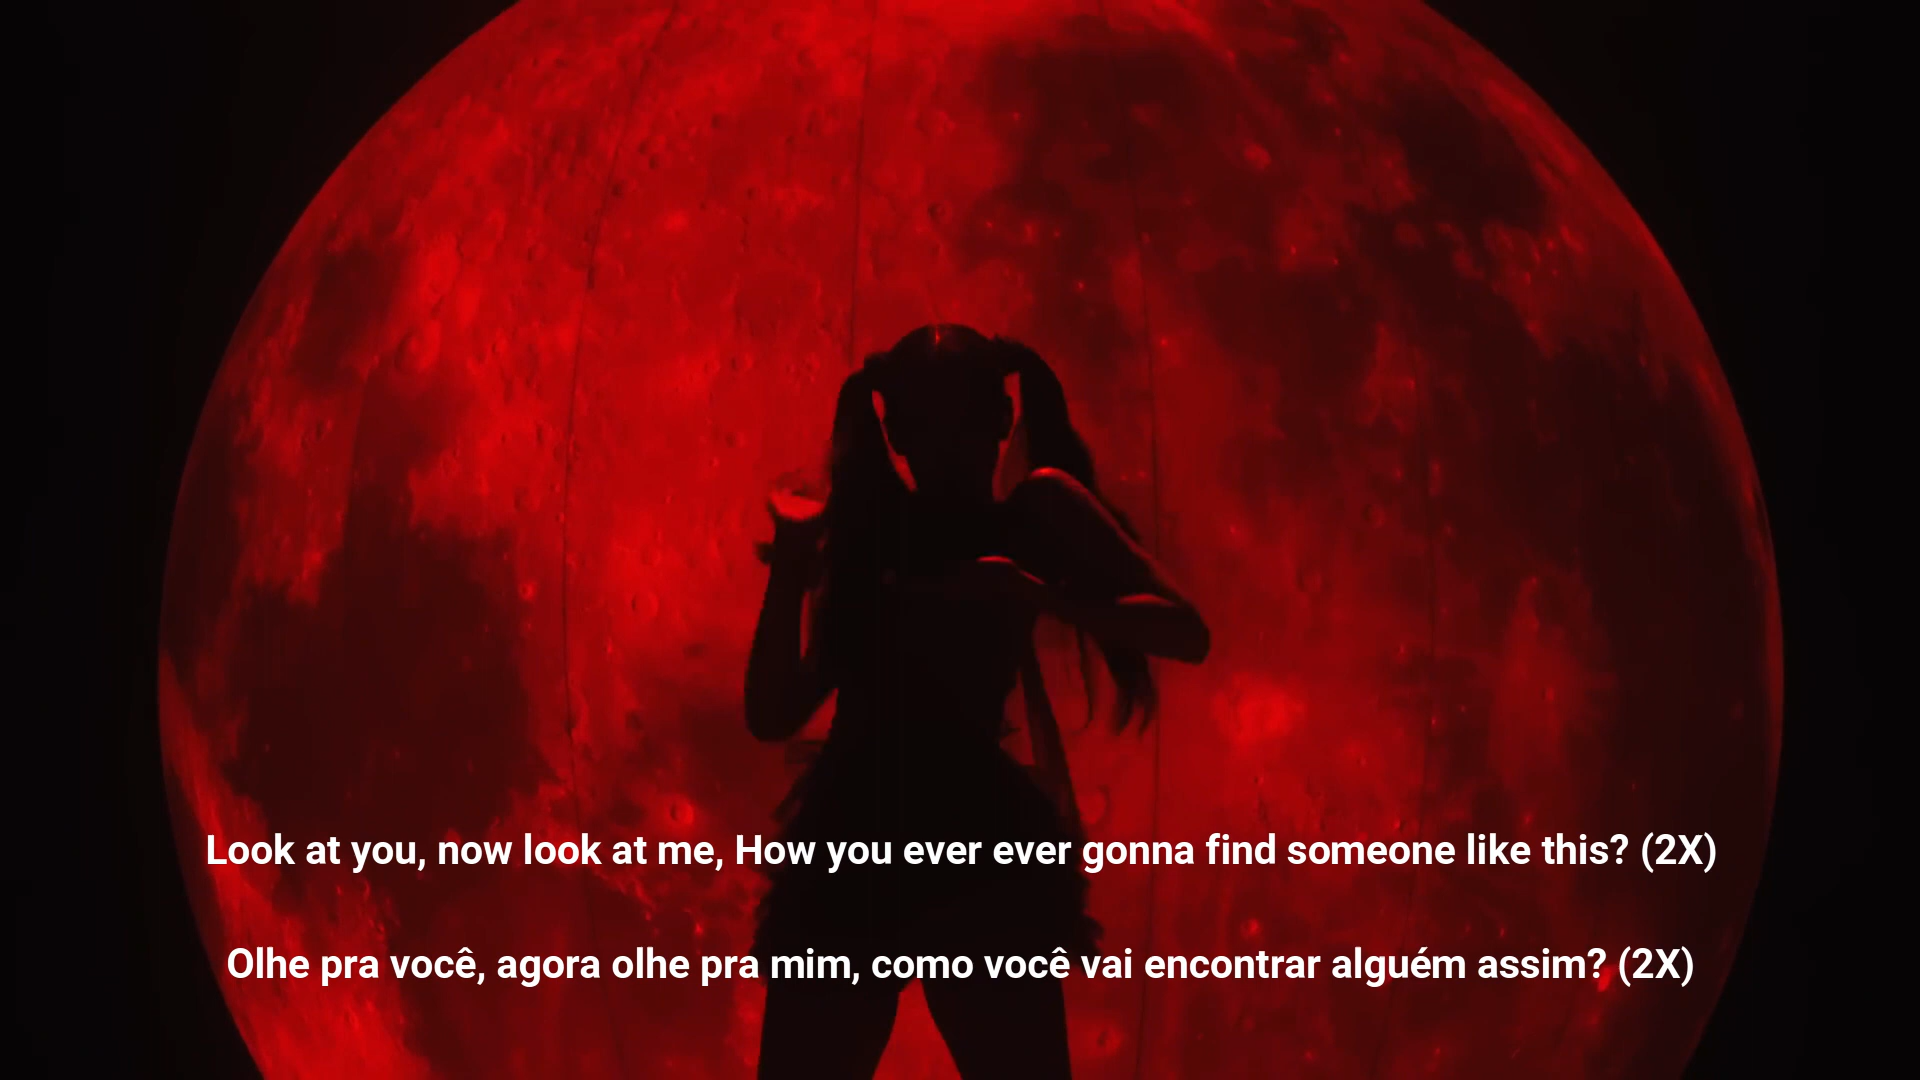 Look at you, now look at me, How you ever ever gonna find someone like this? (2X)
Olhe pra você, agora olhe pra mim, como você vai encontrar alguém assim? (2X)